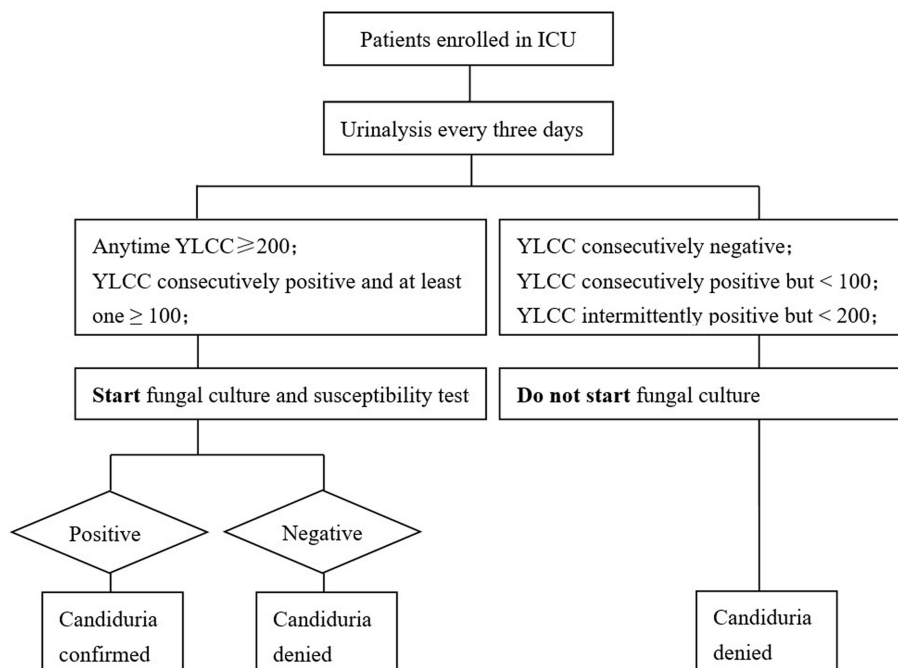 Patients enrolled in ICU
Urinalysis every three days
Anytime YLCC≥200；
YLCC consecutively positive and at least
one ≥ 100；
YLCC consecutively negative；
YLCC consecutively positive but < 100；
YLCC intermittently positive but < 200；
Start fungal culture and susceptibility test
Do not start fungal culture
Positive
Negative
Candiduria
confirmed
Candiduria
denied
Candiduria
denied